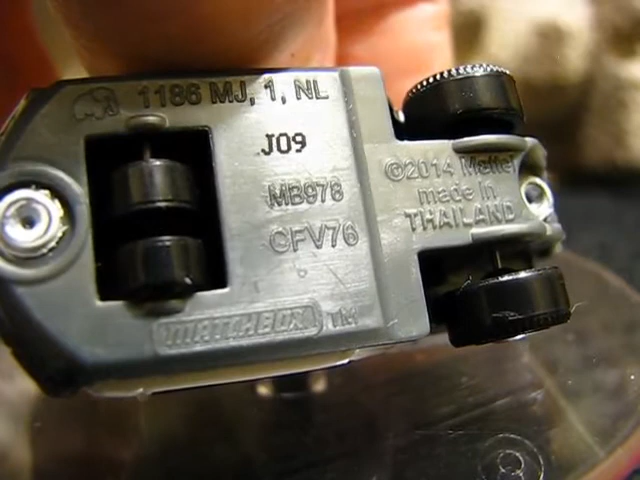 1186 MJ, 1, NL
J09
MB978
CFV76
MATCHBOX TM
©2014 Mattel
made in
THAILAND